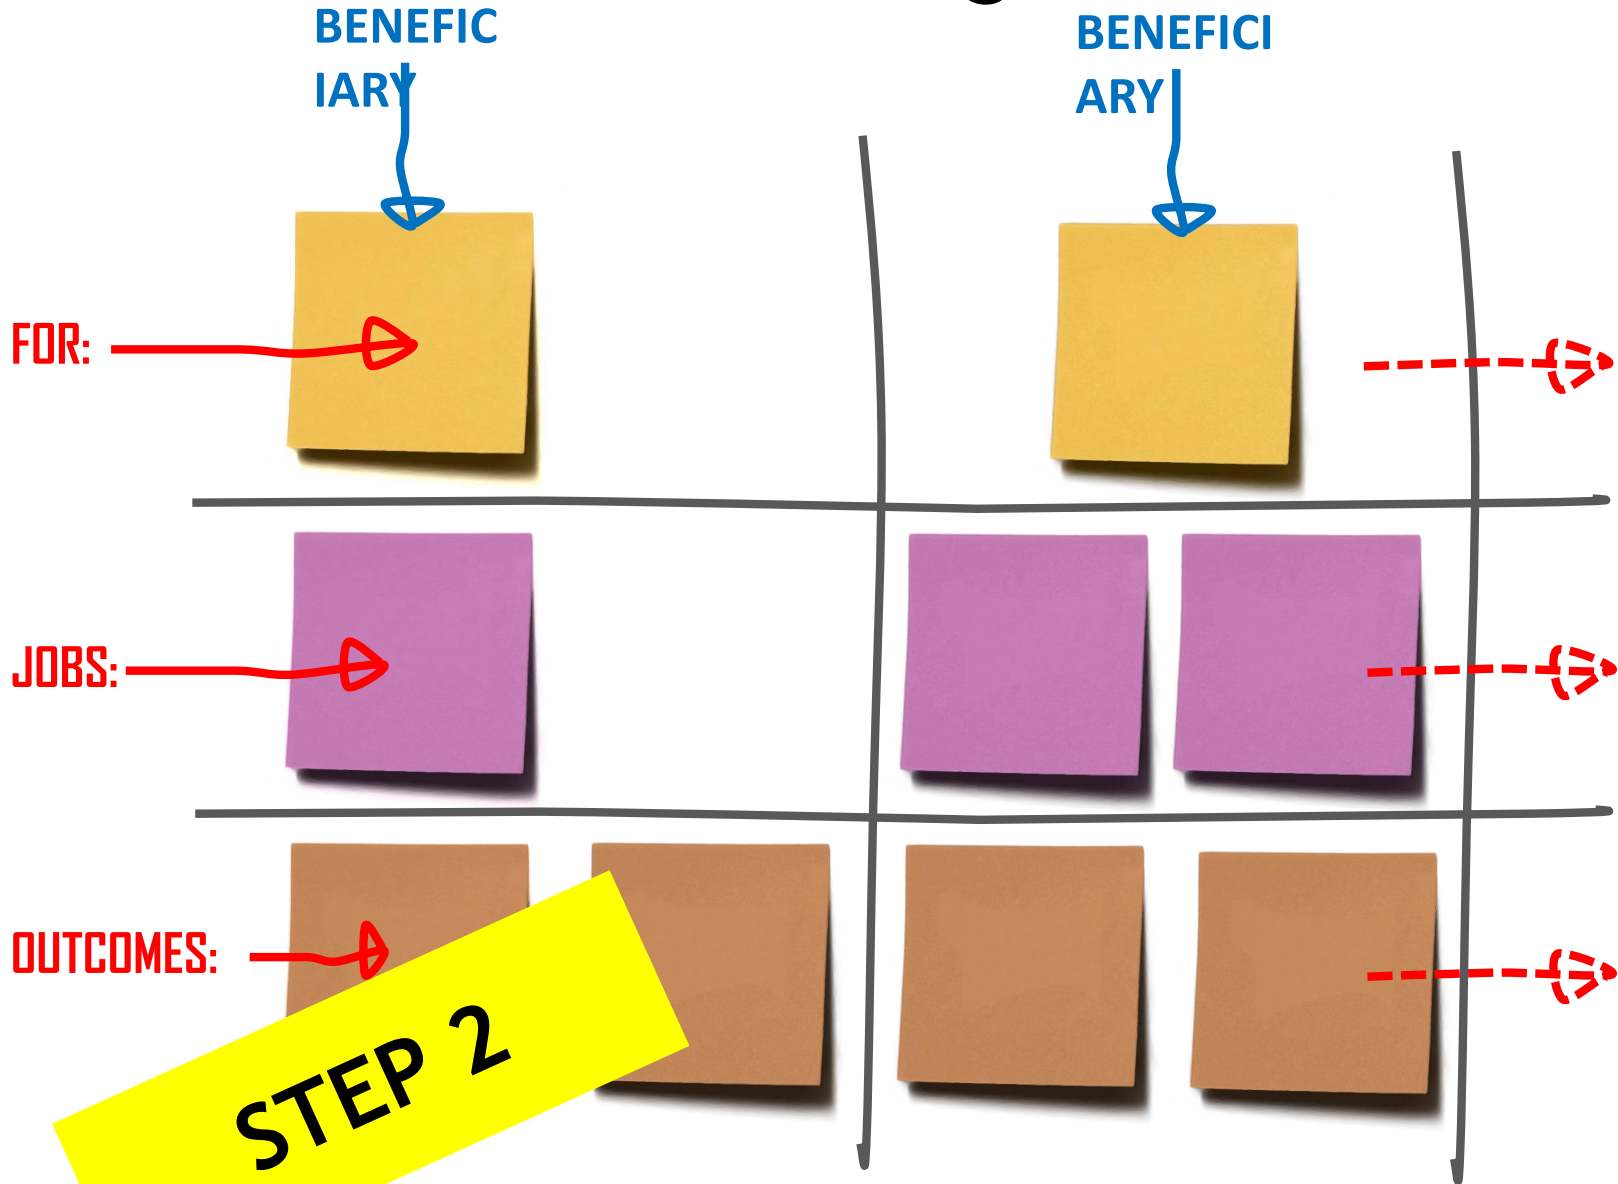 BENEFIC
IARY
BENEFICI
ARY
FOR:
JOBS:
OUTCOMES:
STEP 2